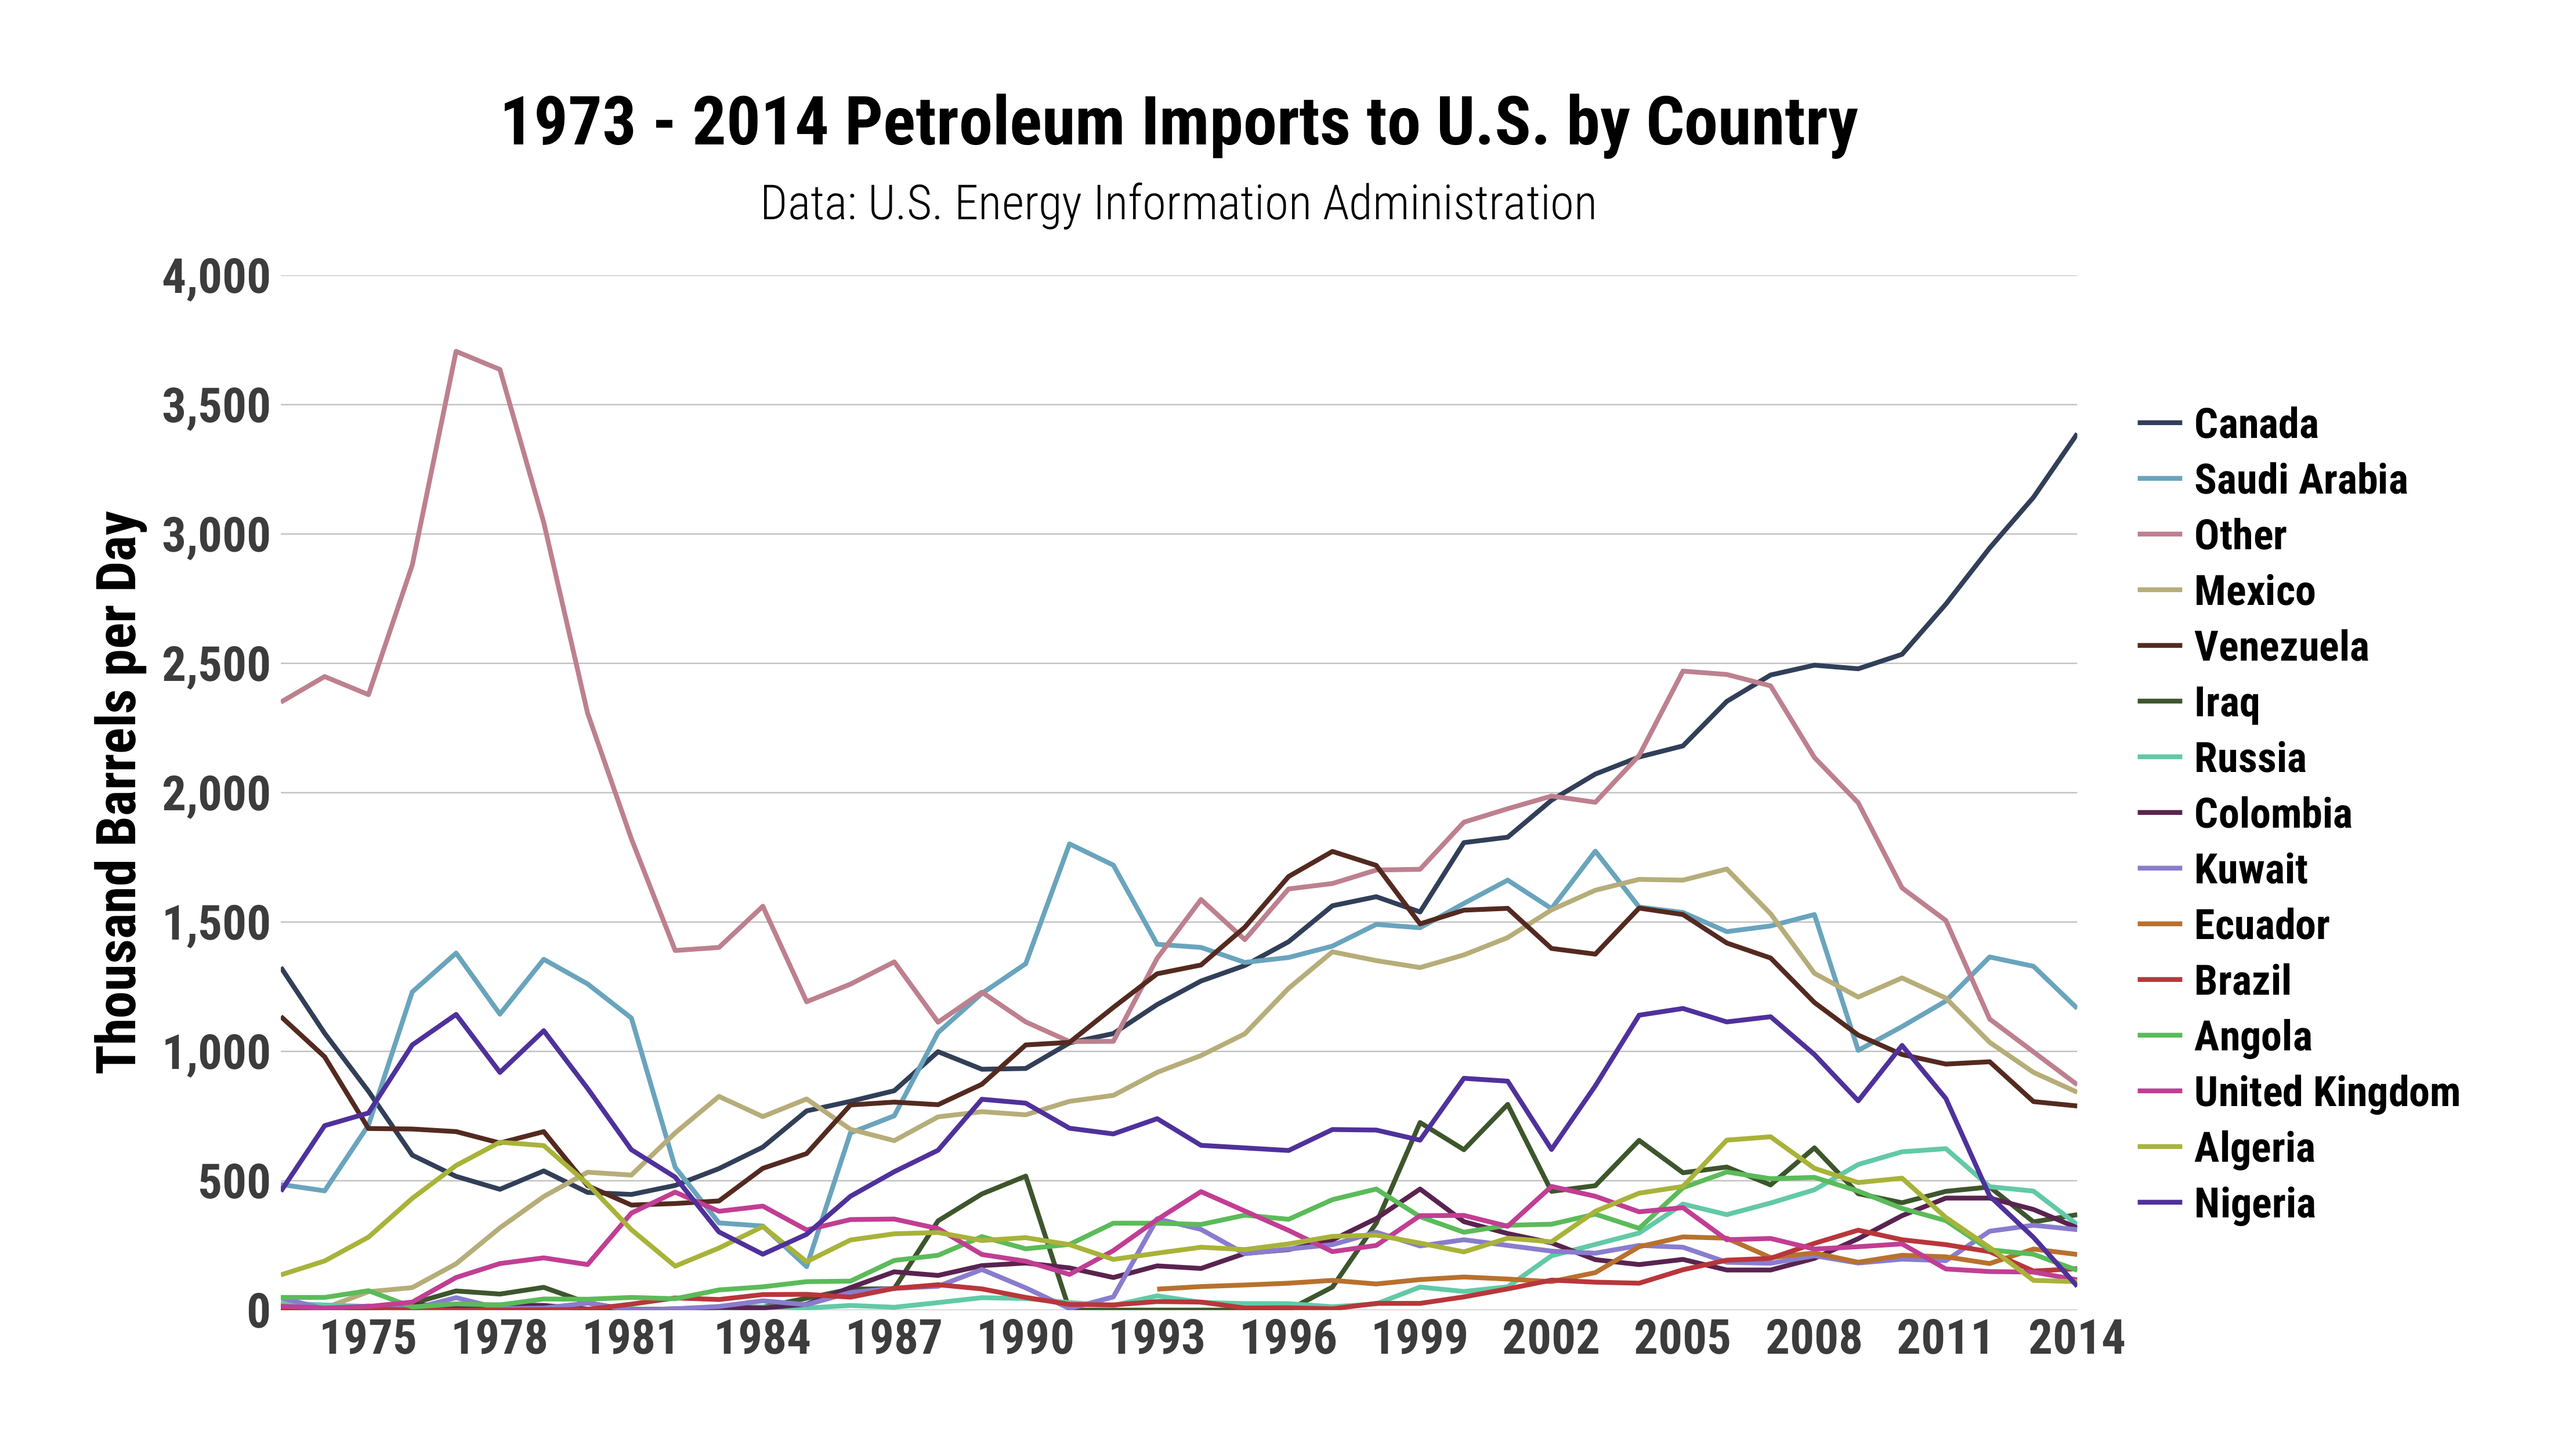 1973 - 2014 Petroleum Imports to U.S. by Country
Data: U.S. Energy Information Administration
Thousand Barrels per Day
4,000
3,500
3,000
2,500
2,000
1,500
1,000
500
0
1975 1978 1981 1984 1987 1990 1993 1996 1999 2002 2005 2008 2011 2014
Canada
Saudi Arabia
Other
Mexico
Venezuela
Iraq
Russia
Colombia
Kuwait
Ecuador
Brazil
Angola
United Kingdom
Algeria
Nigeria